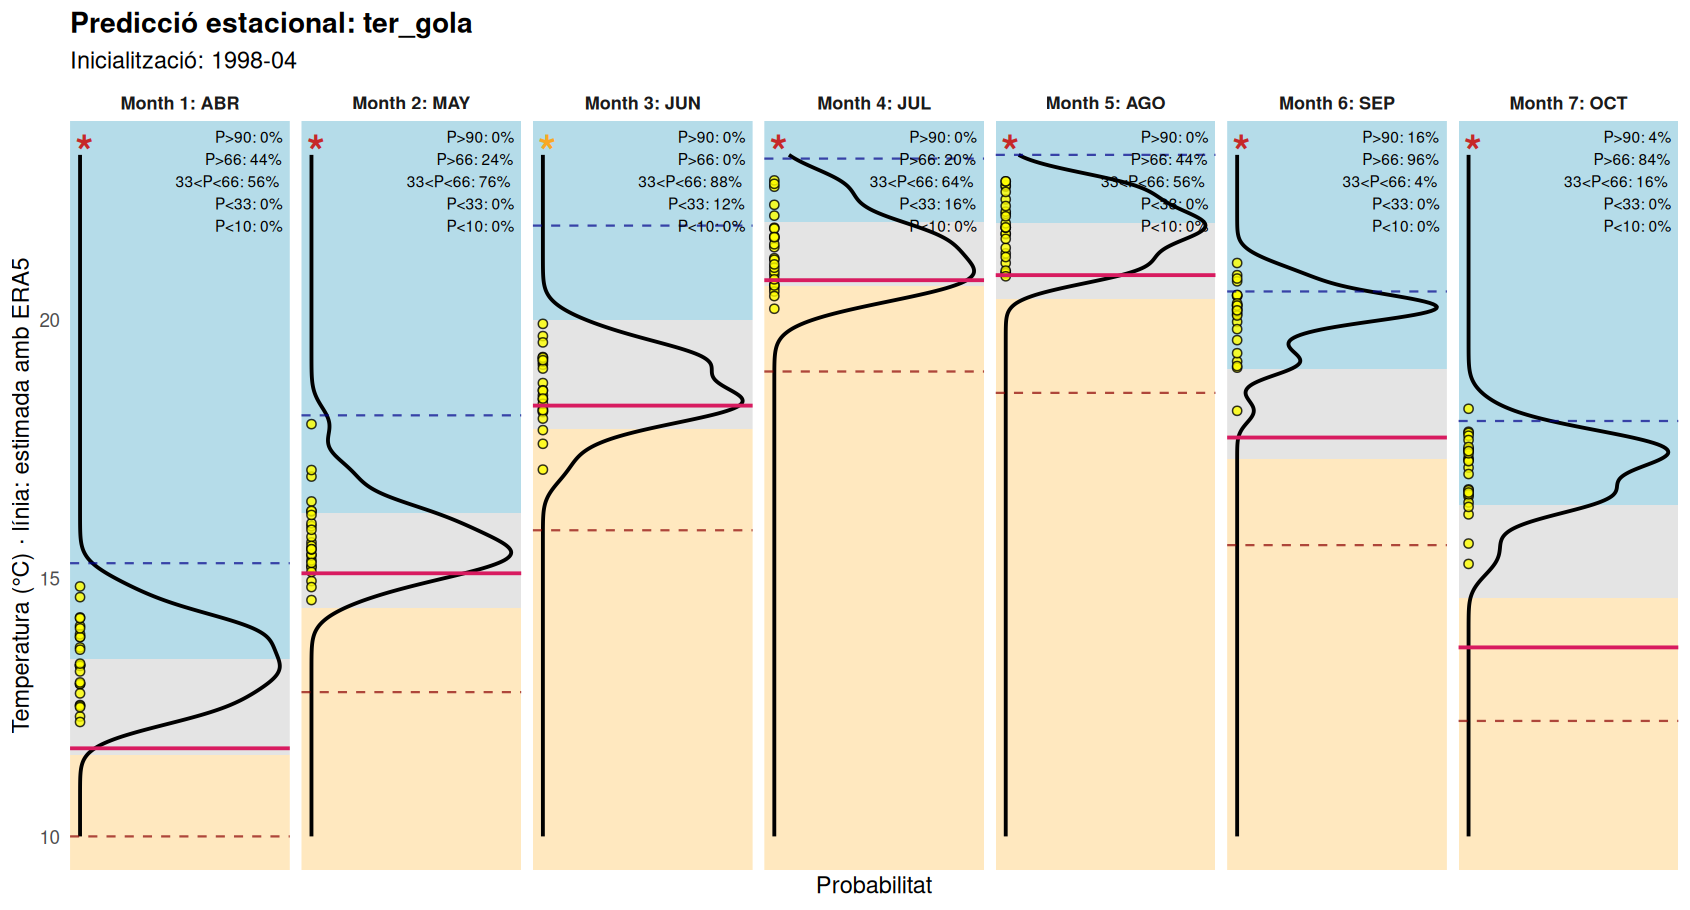 Predicció estacional: ter_gola
Inicialització: 1998-04
Month 1: ABR
P>90: 0%
P>66: 44%
33<P<66: 56%
P<33: 0%
P<10: 0%
Month 2: MAY
P>90: 0%
P>66: 24%
33<P<66: 76%
P<33: 0%
P<10: 0%
Month 3: JUN
P>90: 0%
P>66: 0%
33<P<66: 88%
P<33: 12%
P<10: 0%
Month 4: JUL
P>90: 0%
P>66: 20%
33<P<66: 64%
P<33: 16%
P<10: 0%
Month 5: AGO
P>90: 0%
P>66: 44%
33<P<66: 56%
P<33: 0%
P<10: 0%
Month 6: SEP
P>90: 16%
P>66: 96%
33<P<66: 4%
P<33: 0%
P<10: 0%
Month 7: OCT
P>90: 4%
P>66: 84%
33<P<66: 16%
P<33: 0%
P<10: 0%
Temperatura (°C) · línia: estimada amb ERA5
20
15
10
Probabilitat